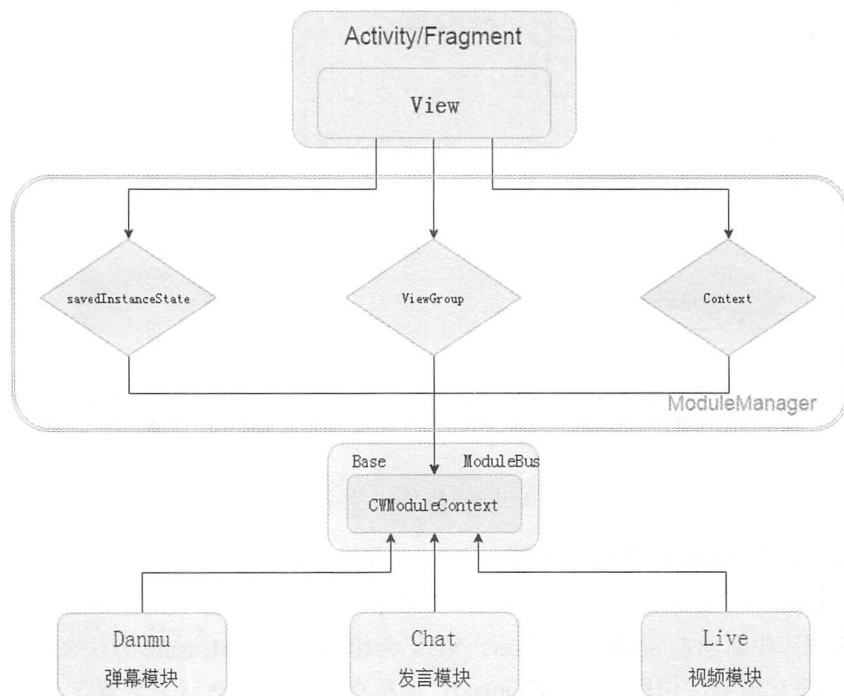 Activity/Fragment
View
savedInstanceState
ViewGroup
Context
ModuleManager
Base
ModuleBus
CWModuleContext
Danmu
弹幕模块
Chat
发言模块
Live
视频模块